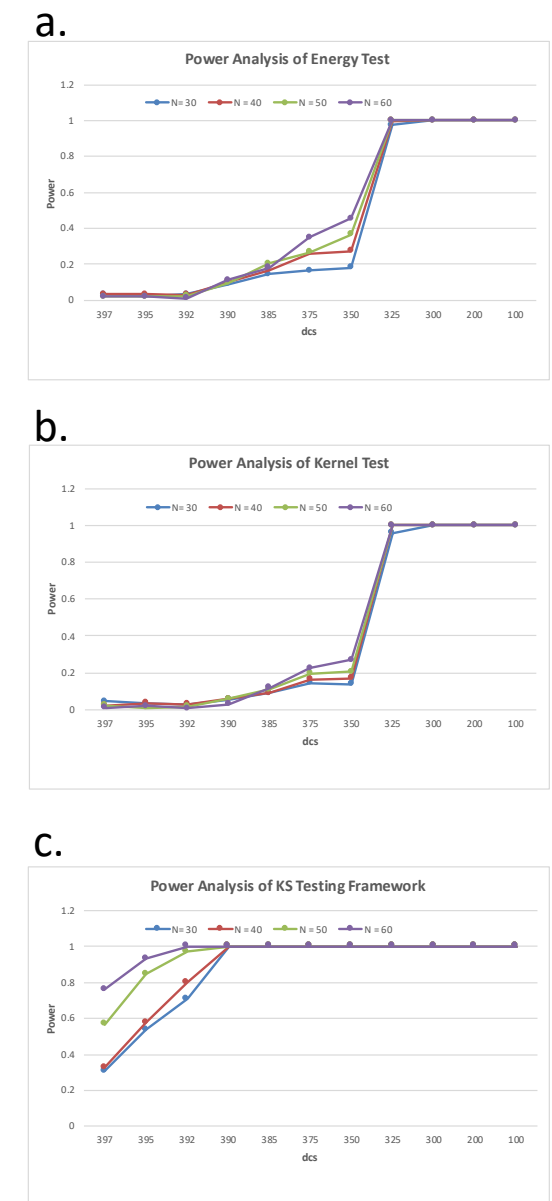 a.
Power Analysis of Energy Test
1.2
N= 30 N = 40 N = 50 N = 60
1
0.8
0.6
0.4
0.2
0
Power
397 395 392 390 385 375 350 325 300 200 100
dcs
b.
Power Analysis of Kernel Test
1.2
N= 30 N = 40 N = 50 N = 60
1
0.8
0.6
0.4
0.2
0
Power
397 395 392 390 385 375 350 325 300 200 100
dcs
c.
Power Analysis of KS Testing Framework
1.2
N= 30 N = 40 N = 50 N = 60
1
0.8
0.6
0.4
0.2
0
Power
397 395 392 390 385 375 350 325 300 200 100
dcs